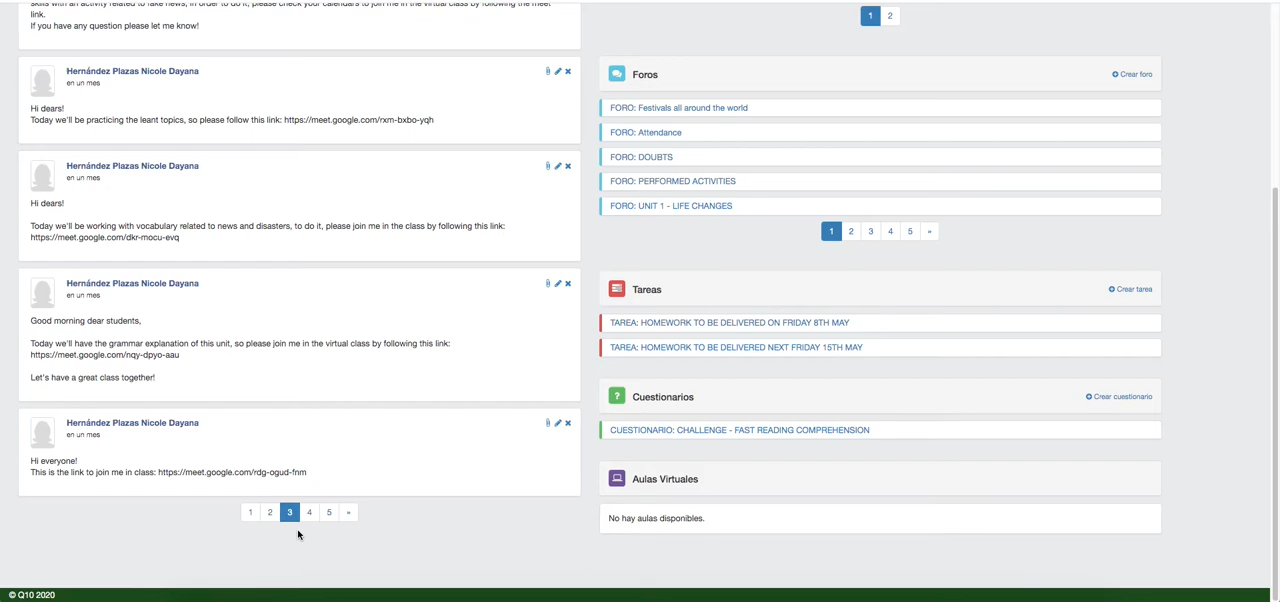 skills with an activity related to fake news, in order to do it, please check your calendars to join me in the virtual class by following the meet
link.
If you have any question please let me know!
Hernández Plazas Nicole Dayana
en un mes
Hi dears!
Today we'll be practicing the leant topics, so please follow this link: https://meet.google.com/rxm-bxbo-yqh
Hernández Plazas Nicole Dayana
en un mes
Hi dears!
Today we'll be working with vocabulary related to news and disasters, to do it, please join me in the class by following this link:
https://meet.google.com/dkr-mocu-evq
Hernández Plazas Nicole Dayana
en un mes
Good morning dear students,
Today we'll have the grammar explanation of this unit, so please join me in the virtual class by following this link:
https://meet.google.com/nqy-dpyo-aau
Let's have a great class together!
Hernández Plazas Nicole Dayana
en un mes
Hi everyone!
This is the link to join me in class: https://meet.google.com/rdg-ogud-fnm
1 2 3 4 5 »
1 2
Foros
Crear foro
FORO: Festivals all around the world
FORO: Attendance
FORO: DOUBTS
FORO: PERFORMED ACTIVITIES
FORO: UNIT 1 - LIFE CHANGES
1 2 3 4 5 »
Tareas
Crear tarea
TAREA: HOMEWORK TO BE DELIVERED ON FRIDAY 8TH MAY
TAREA: HOMEWORK TO BE DELIVERED NEXT FRIDAY 15TH MAY
? Cuestionarios
Crear cuestionario
CUESTIONARIO: CHALLENGE - FAST READING COMPREHENSION
Aulas Virtuales
No hay aulas disponibles.
© Q10 2020